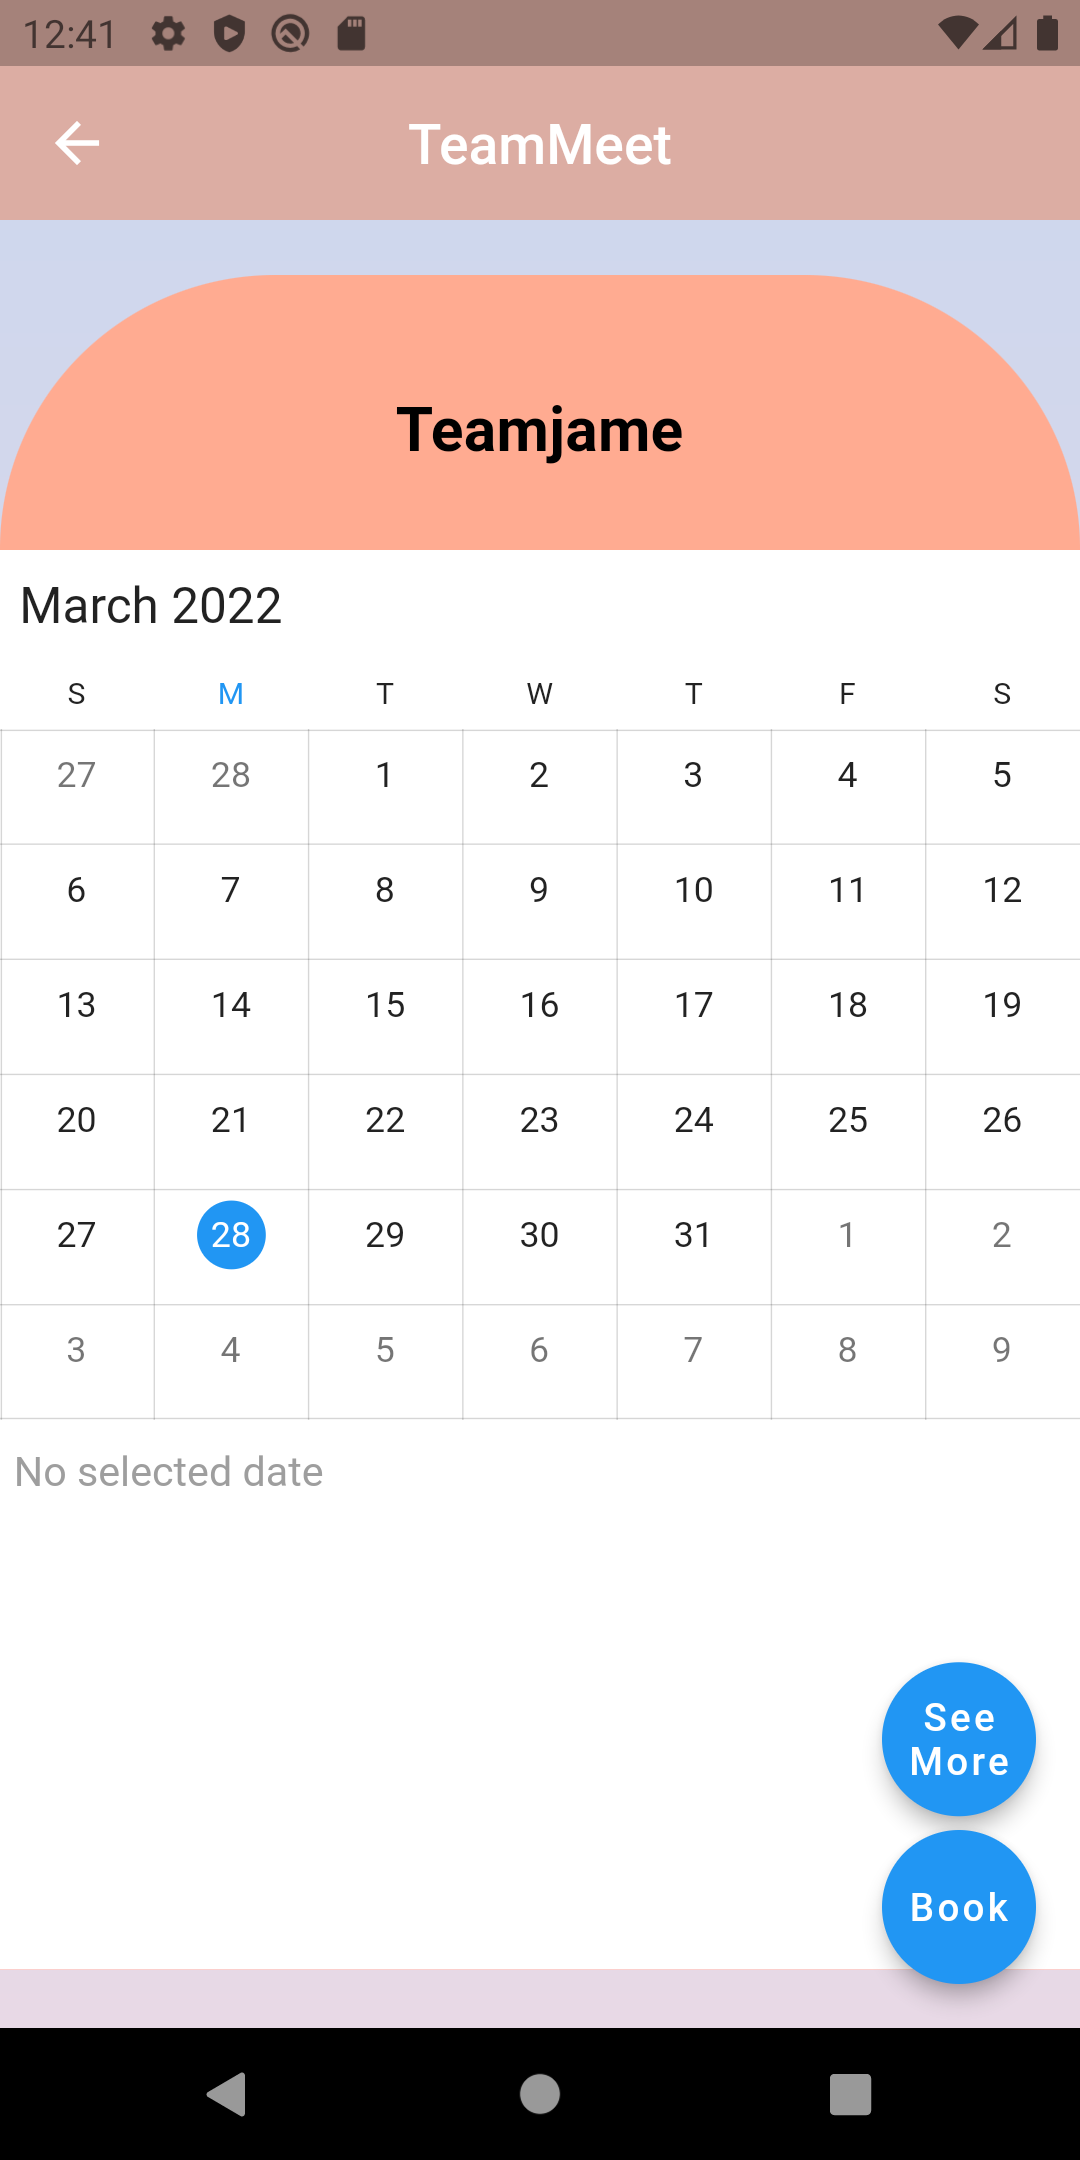 12:41
TeamMeet
Teamjame
March 2022
S M T W T F S
27 28 1 2 3 4 5
6 7 8 9 10 11 12
13 14 15 16 17 18 19
20 21 22 23 24 25 26
27 28 29 30 31 1 2
3 4 5 6 7 8 9
No selected date
See
More
Book